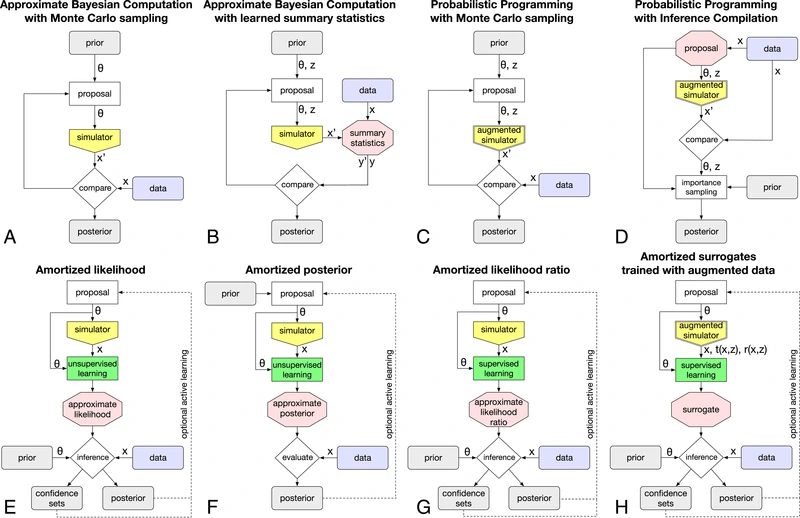 Approximate Bayesian Computation
with Monte Carlo sampling
prior
θ
proposal
θ
simulator
x'
compare
x
data
posterior
A
Approximate Bayesian Computation
with learned summary statistics
prior
θ, z
proposal
data
θ, z
x
simulator
x'
summary
statistics
y' y
compare
posterior
B
Probabilistic Programming
with Monte Carlo sampling
prior
θ, z
proposal
θ, z
augmented
simulator
x'
compare
x
data
posterior
C
Probabilistic Programming
with Inference Compilation
proposal
x
data
θ, z
x
augmented
simulator
x'
compare
θ, z
importance
sampling
prior
posterior
D
Amortized likelihood
proposal
θ
simulator
x
θ
unsupervised
learning
approximate
likelihood
prior
θ
inference
x
data
confidence
sets
posterior
optional active learning
E
Amortized posterior
prior
proposal
θ
simulator
x
θ
unsupervised
learning
approximate
posterior
evaluate
x
data
posterior
optional active learning
F
Amortized likelihood ratio
proposal
θ
simulator
x
θ
supervised
learning
approximate
likelihood
ratio
prior
θ
inference
x
data
confidence
sets
posterior
optional active learning
G
Amortized surrogates
trained with augmented data
proposal
θ
augmented
simulator
x, t(x,z), r(x,z)
θ
supervised
learning
surrogate
prior
θ
inference
x
data
confidence
sets
posterior
optional active learning
H